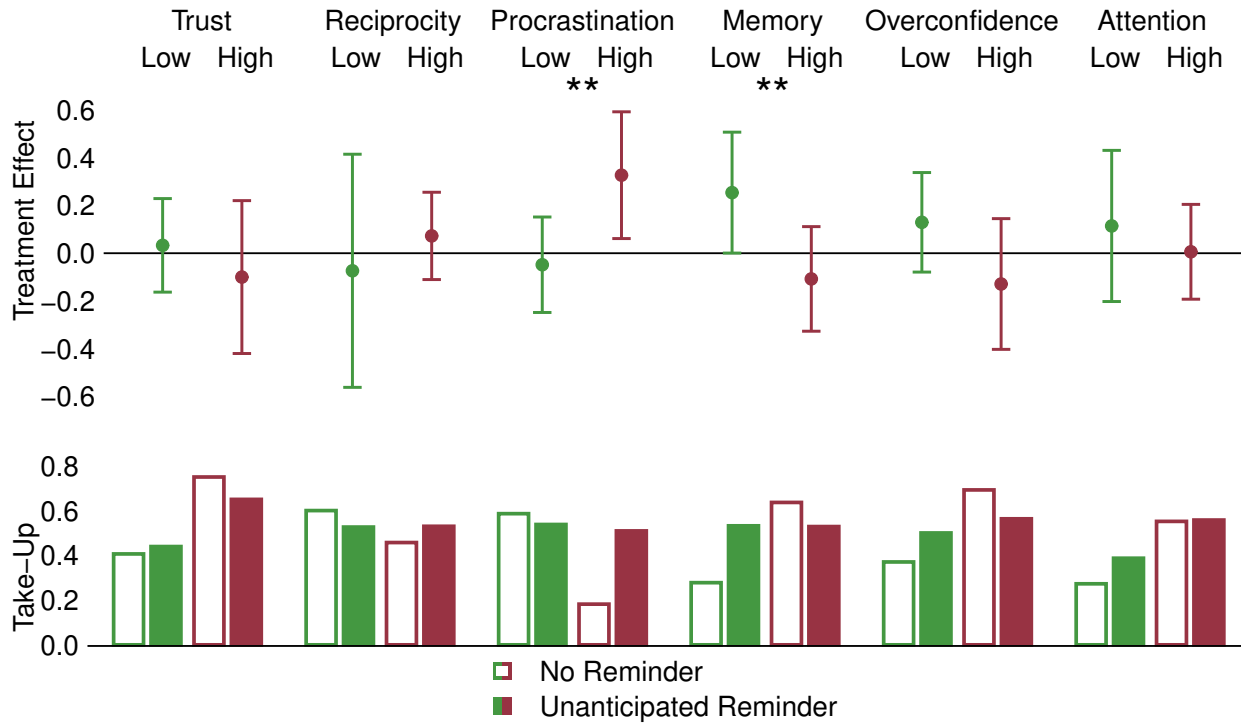 Trust Reciprocity Procrastination Memory Overconfidence Attention
Low High Low High Low High Low High Low High Low High
** **
Treatment Effect
0.6
0.4
0.2
0.0
−0.2
−0.4
−0.6
Take−Up
0.8
0.6
0.4
0.2
0.0
No Reminder
Unanticipated Reminder